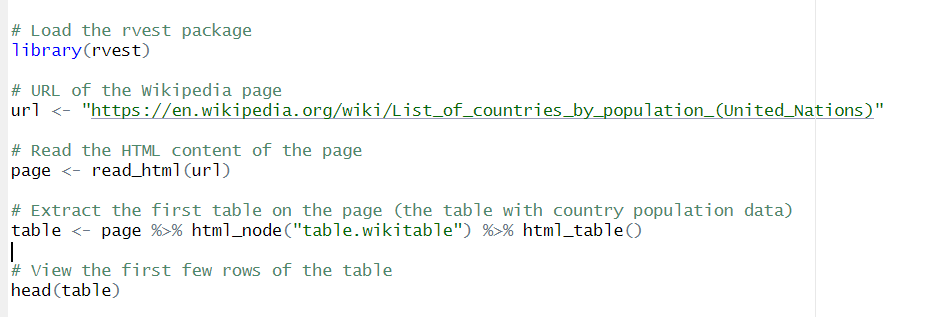 # Load the rvest package
library(rvest)
# URL of the Wikipedia page
url <- "https://en.wikipedia.org/wiki/List_of_countries_by_population_(United_Nations)"
# Read the HTML content of the page
page <- read_html(url)
# Extract the first table on the page (the table with country population data)
table <- page %>% html_node("table.wikitable") %>% html_table()
# View the first few rows of the table
head(table)